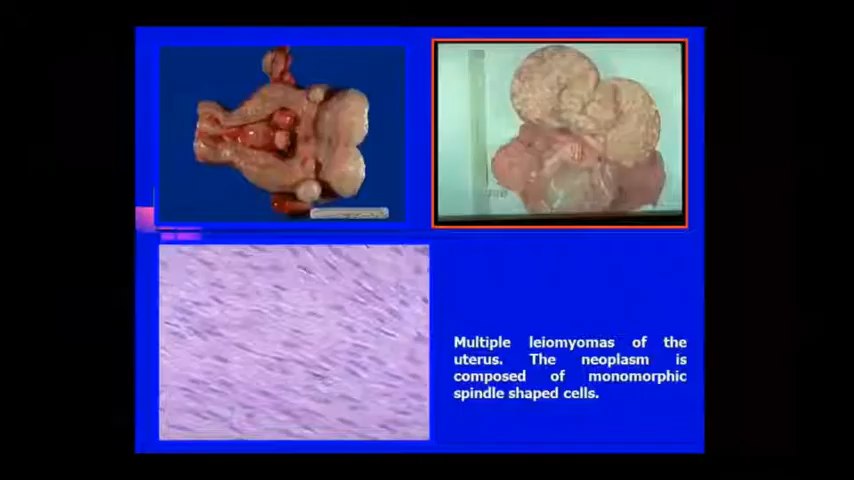 Multiple leiomyomas of the
uterus. The neoplasm is
composed of monomorphic
spindle shaped cells.